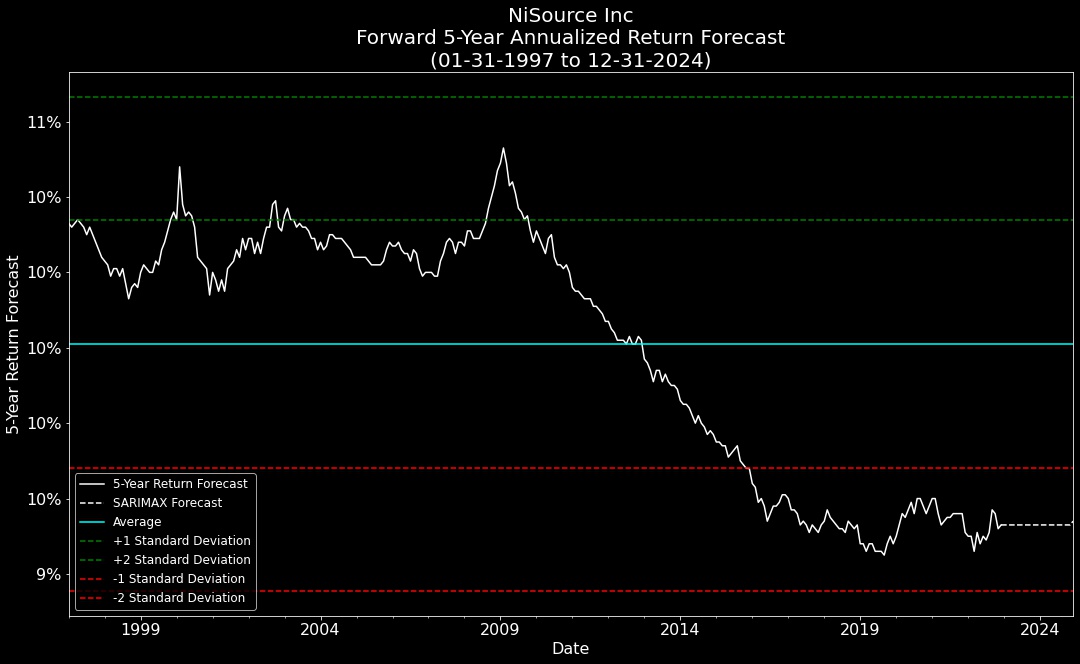 NiSource Inc
Forward 5-Year Annualized Return Forecast
(01-31-1997 to 12-31-2024)
5-Year Return Forecast
11%
10%
10%
10%
10%
10%
9%
5-Year Return Forecast
SARIMAX Forecast
Average
+1 Standard Deviation
+2 Standard Deviation
-1 Standard Deviation
-2 Standard Deviation
1999 2004 2009 2014 2019 2024
Date